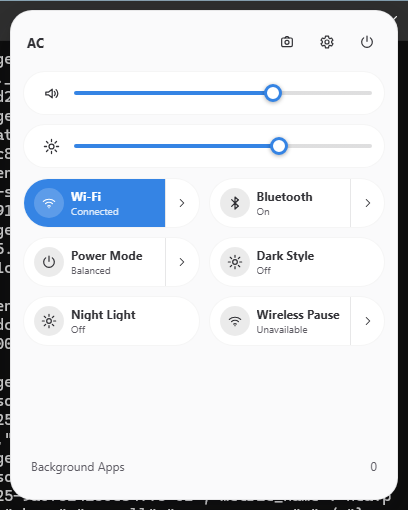 AC
Wi-Fi
Connected
Bluetooth
On
Power Mode
Balanced
Dark Style
Off
Night Light
Off
Wireless Pause
Unavailable
Background Apps
0